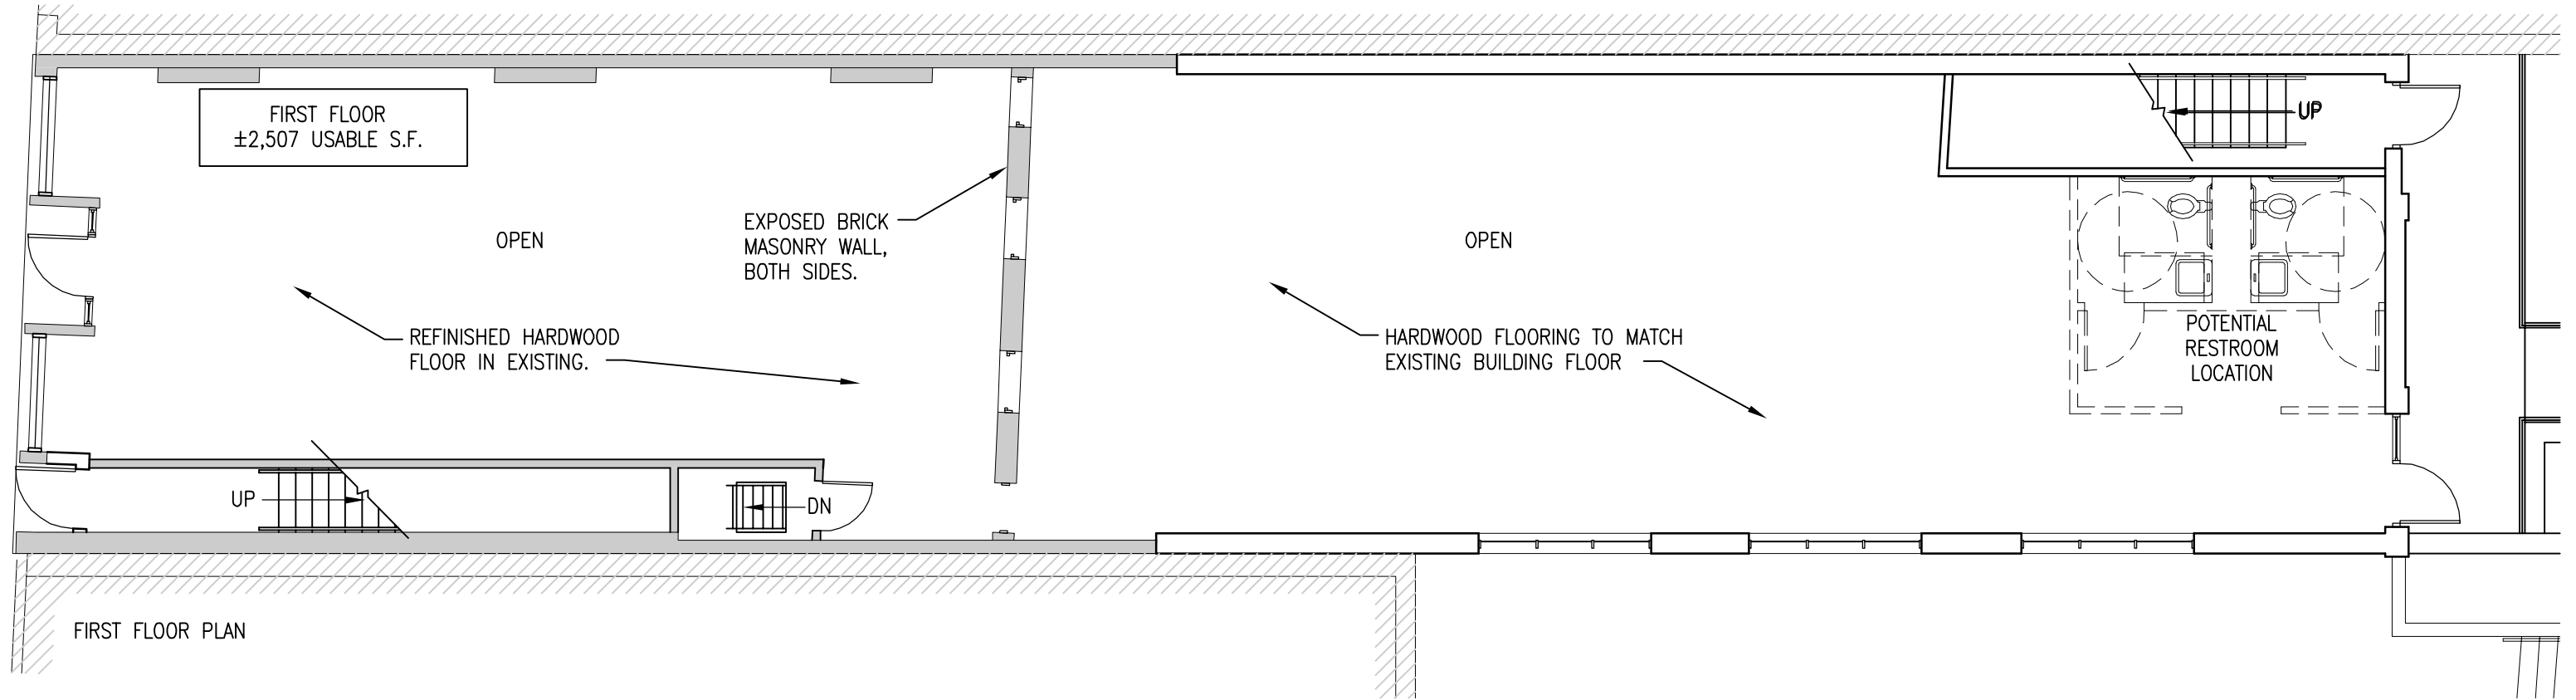 FIRST FLOOR
±2,507 USABLE S.F.
UP
EXPOSED BRICK
MASONRY WALL,
BOTH SIDES.
OPEN
OPEN
REFINISHED HARDWOOD
FLOOR IN EXISTING.
HARDWOOD FLOORING TO MATCH
EXISTING BUILDING FLOOR
POTENTIAL
RESTROOM
LOCATION
UP
DN
FIRST FLOOR PLAN